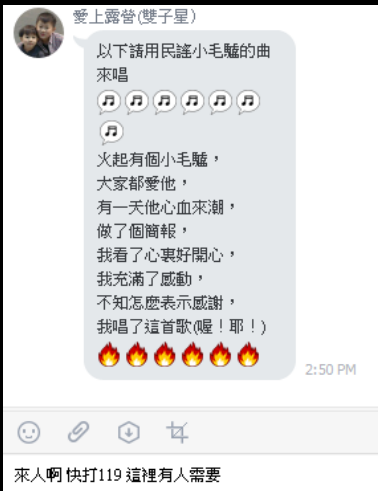 愛上露營(雙子星)
以下請用民謠小毛驢的曲
來唱
火起有個小毛驢，
大家都愛他，
有一天他心血來潮，
做了個簡報，
我看了心裏好開心，
我充滿了感動，
不知怎麼表示感謝，
我唱了這首歌(喔！耶！)
2:50 PM
來人啊 快打119 這裡有人需要